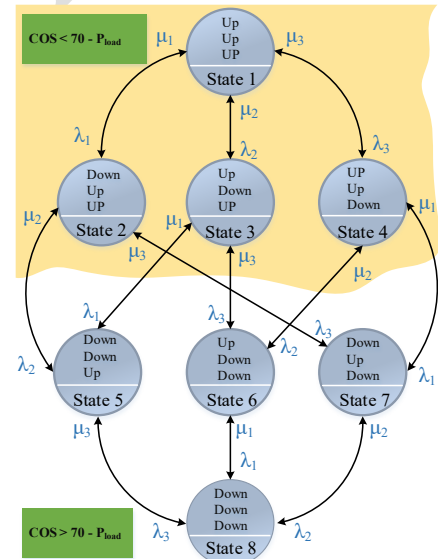 COS < 70 - Pload
Up
Up
UP
State 1
μ1
μ3
μ2
λ1
λ2
λ3
Down
Up
UP
State 2
Up
Down
UP
State 3
UP
Up
Down
State 4
μ2
μ3
μ1
μ3
μ2
μ1
λ1
λ3
λ2
λ3
λ2
λ1
Down
Down
Up
State 5
Up
Down
Down
State 6
Down
Up
Down
State 7
μ3
μ1
μ2
λ3
λ1
λ2
Down
Down
Down
State 8
COS > 70 - Pload